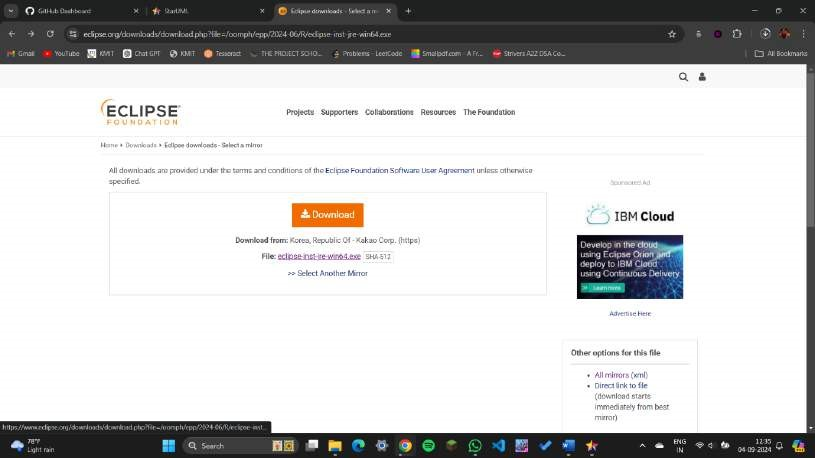 GitHub Dashboard
StarUML
Eclipse downloads - Select a mi
eclipse.org/downloads/download.php?file=/oomph/epp/2024-06/R/eclipse-inst-jre-win64.exe
Gmail YouTube KMIT Chat GPT KMIT Tesseract THE PROJECT SCHO... Problems - LeetCode Smallpdf.com - A Fr... Strivers A2Z DSA Co... All Bookmarks
ECLIPSE
FOUNDATION
Projects Supporters Collaborations Resources The Foundation
Home Downloads Eclipse downloads - Select a mirror
All downloads are provided under the terms and conditions of the Eclipse Foundation Software User Agreement unless otherwise
specified.
Download
Download from: Korea, Republic Of - Kakao Corp. (https)
File: eclipse-inst-jre-win64.exe SHA-512
>> Select Another Mirror
Sponsored Ad
IBM Cloud
Develop in the cloud
using Eclipse Orion and
deploy to IBM Cloud
using Continuous Delivery
Learn more
Advertise Here
Other options for this file
All mirrors (xml)
Direct link to file
(download starts
immediately from best
mirror)
https://www.eclipse.org/downloads/download.php?file=/oomph/epp/2024-06/R/eclipse-inst...
78°F
Light rain
Search
ENG
IN
12:35
04-09-2024